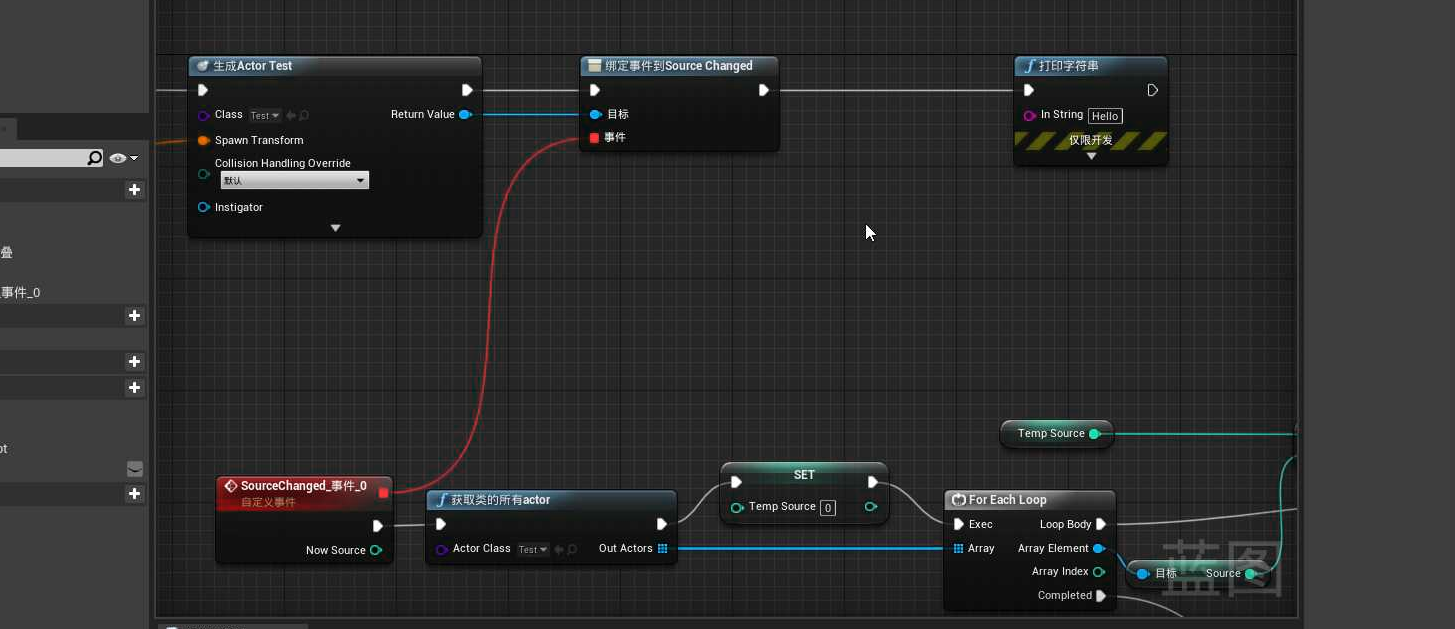 生成Actor Test
Class Test
Return Value
Spawn Transform
Collision Handling Override
默认
Instigator
绑定事件到Source Changed
目标
事件
打印字符串
In String Hello
仅限开发
叠
事件_0
ot
Temp Source
SourceChanged_事件_0
自定义事件
Now Source
获取类的所有actor
Actor Class Test
Out Actors
SET
Temp Source 0
For Each Loop
Exec
Loop Body
Array
Array Element
Array Index
Completed
目标
Source
蓝图